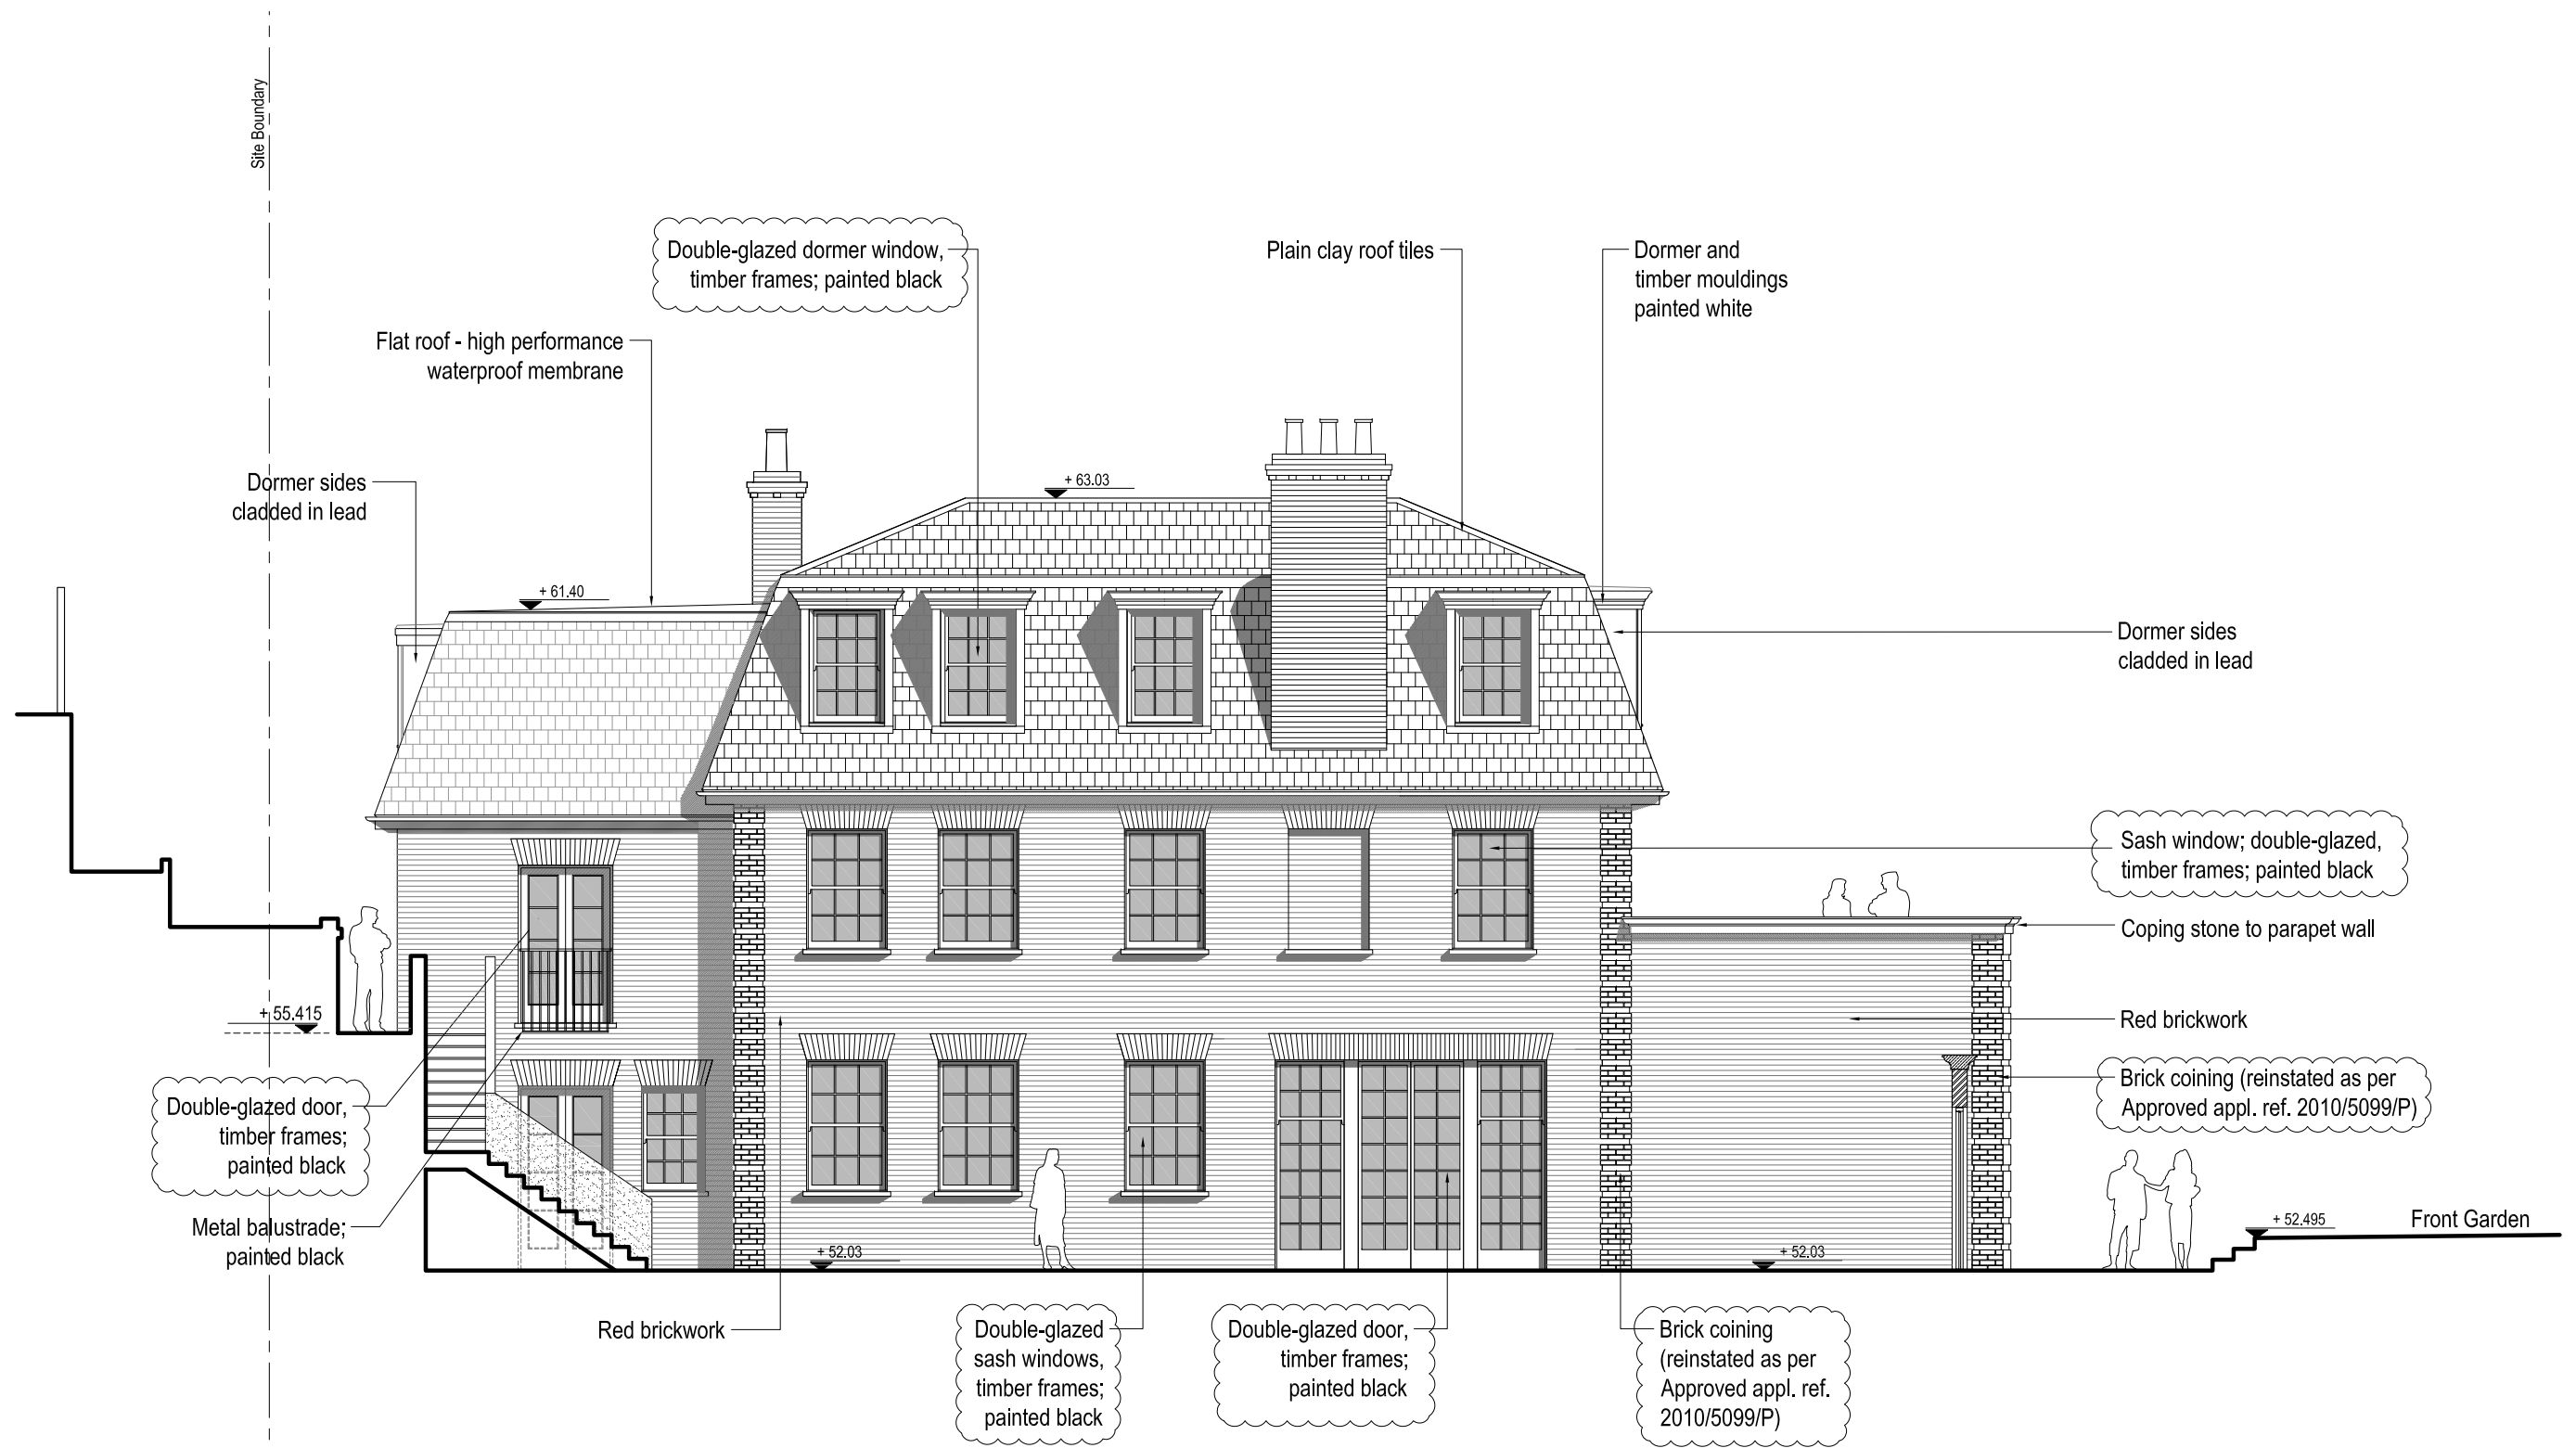 Site Boundary
Double-glazed dormer window,
timber frames; painted black
Plain clay roof tiles
Dormer and
timber mouldings
painted white
Flat roof - high performance
waterproof membrane
Dormer sides
cladded in lead
+ 63.03
+ 61.40
Dormer sides
cladded in lead
Sash window; double-glazed,
timber frames; painted black
Coping stone to parapet wall
+ 55.415
Red brickwork
Brick coining (reinstated as per
Approved appl. ref. 2010/5099/P)
Double-glazed door,
timber frames;
painted black
Metal balustrade;
painted black
+ 52.03
+ 52.03
+ 52.495
Front Garden
Red brickwork
Double-glazed
sash windows,
timber frames;
painted black
Double-glazed door,
timber frames;
painted black
Brick coining
(reinstated as per
Approved appl. ref.
2010/5099/P)